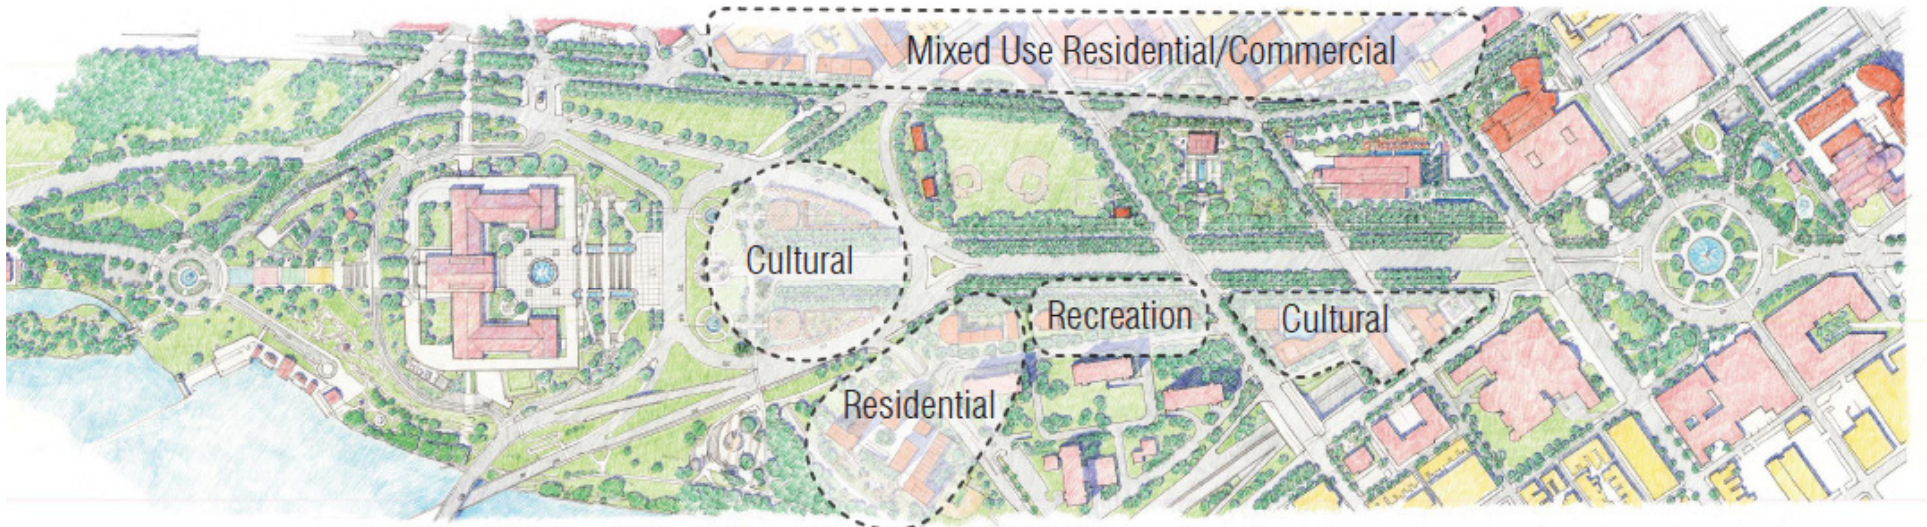 Mixed Use Residential/Commercial
Cultural
Recreation
Cultural
Residential